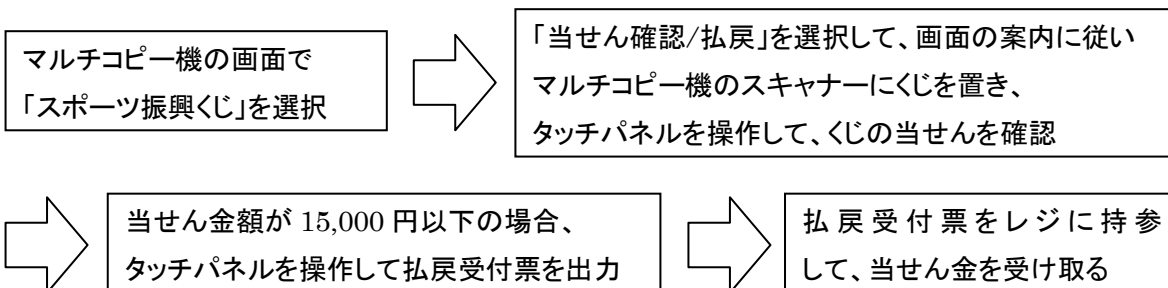 マルチコピー機の画面で
「スポーツ振興くじ」を選択
「当せん確認/払戻」を選択して、画面の案内に従い
マルチコピー機のスキャナーにくじを置き、
タッチパネルを操作して、くじの当せんを確認
当せん金額が 15,000 円以下の場合、
タッチパネルを操作して払戻受付票を出力
払戻受付票をレジに持参
して、当せん金を受け取る